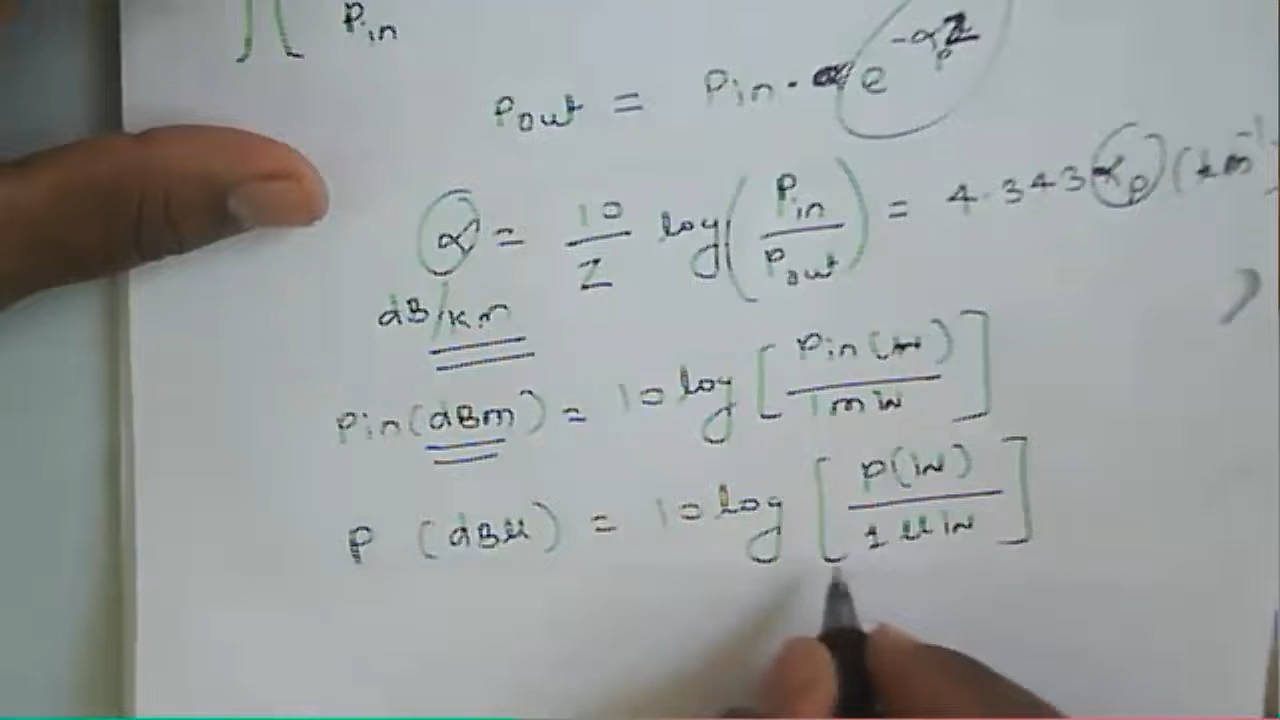 Pin
Pout = Pin · e^-αpz
α = 10/z log(Pin/Pout) = 4.343 αp (km^-1
dB/km
)
Pin(dBm) = 10 log [Pin(w)/1mw]
P (dBμ) = 10 log [P(w)/1μw]